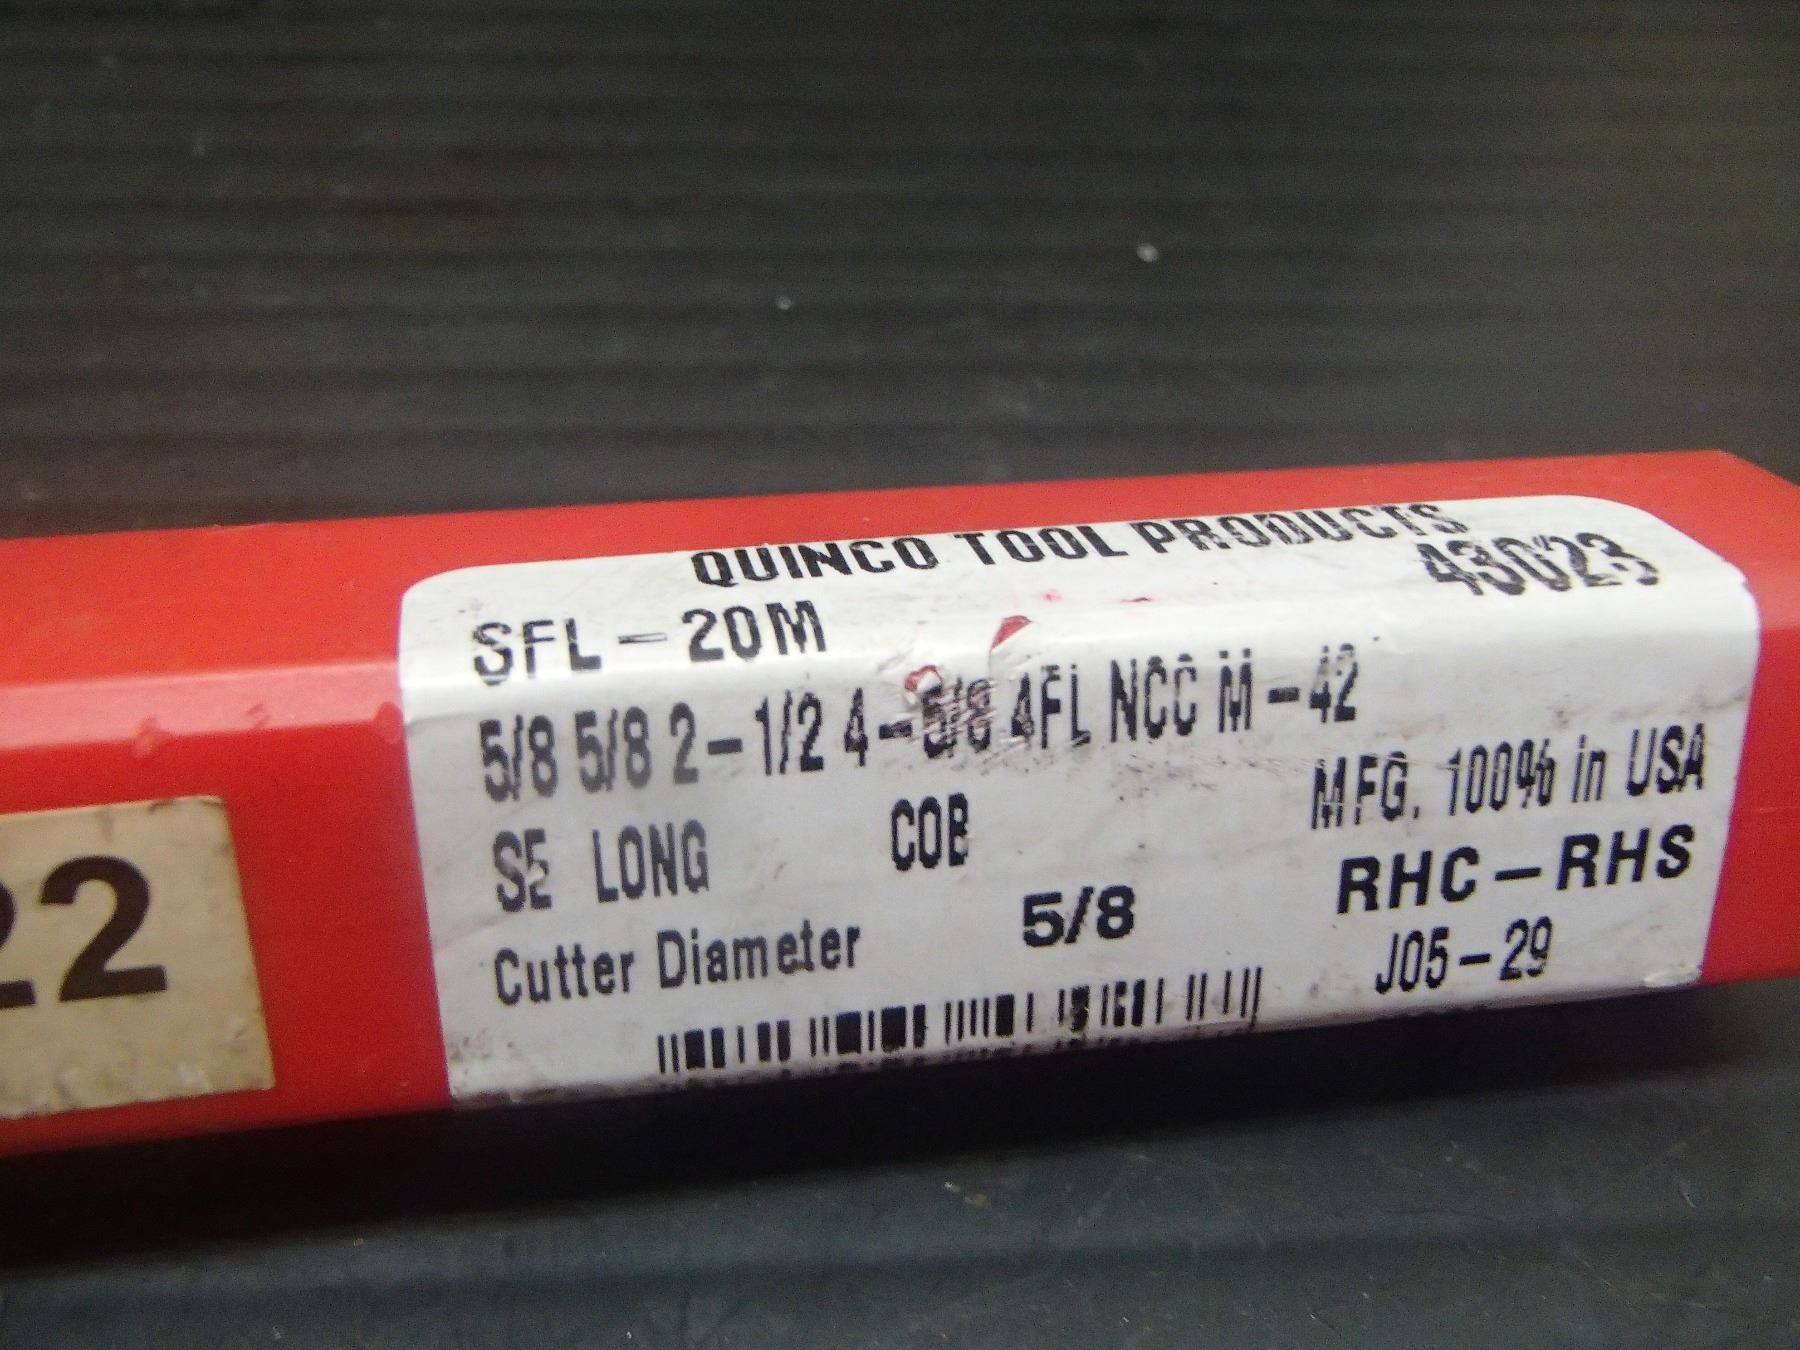 QUINCO TOOL PRODUCTS
43023
SFL-20M
5/8 5/8 2-1/2 4-5/8 4FL NCC M-42
MFG. 100% in USA
SE LONG COB
RHC-RHS
Cutter Diameter 5/8
J05-29
22